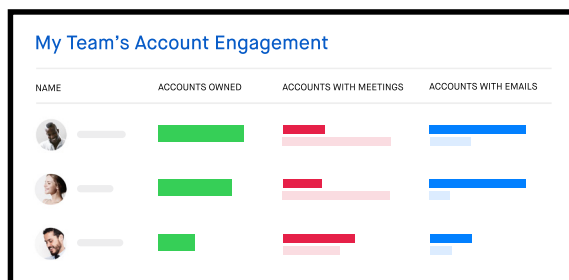 My Team's Account Engagement
NAME ACCOUNTS OWNED ACCOUNTS WITH MEETINGS ACCOUNTS WITH EMAILS